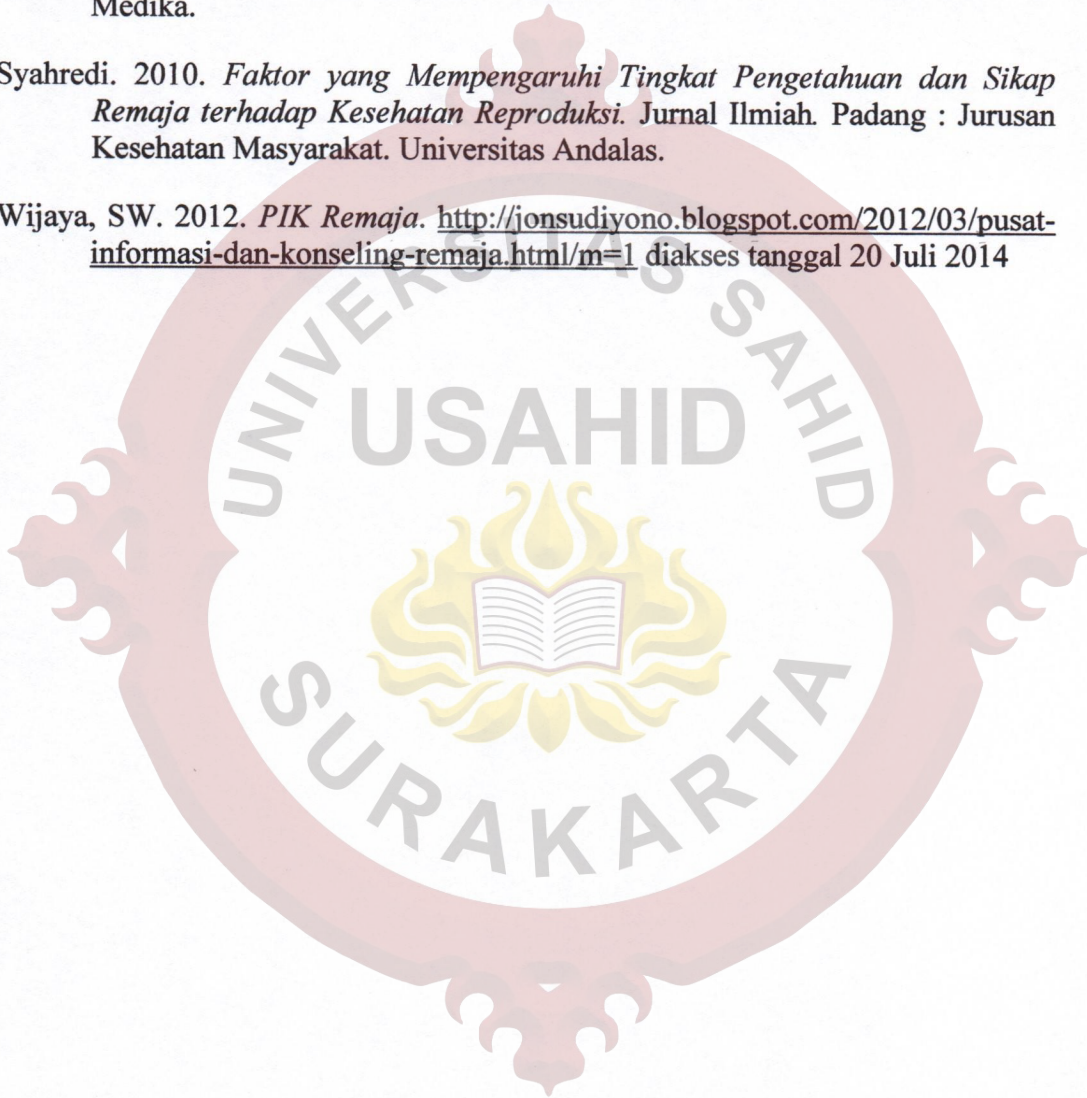 Medika.
Syahredi. 2010. Faktor yang Mempengaruhi Tingkat Pengetahuan dan Sikap
Remaja terhadap Kesehatan Reproduksi. Jurnal Ilmiah. Padang : Jurusan
Kesehatan Masyarakat. Universitas Andalas.
Wijaya, SW. 2012. PIK Remaja. http://jonsudiyono.blogspot.com/2012/03/pusat-
informasi-dan-konseling-remaja.html/m=1 diakses tanggal 20 Juli 2014
UNIVERSITAS SAHID
USAHID
SURAKARTA